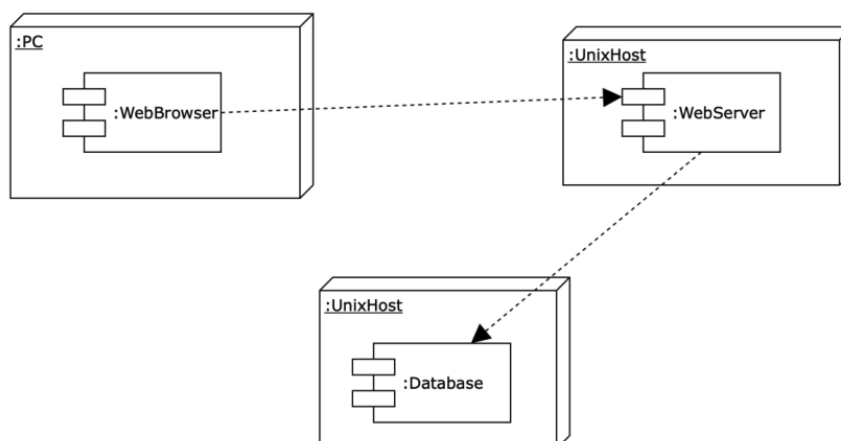 :PC
:WebBrowser
:UnixHost
:WebServer
:UnixHost
:Database